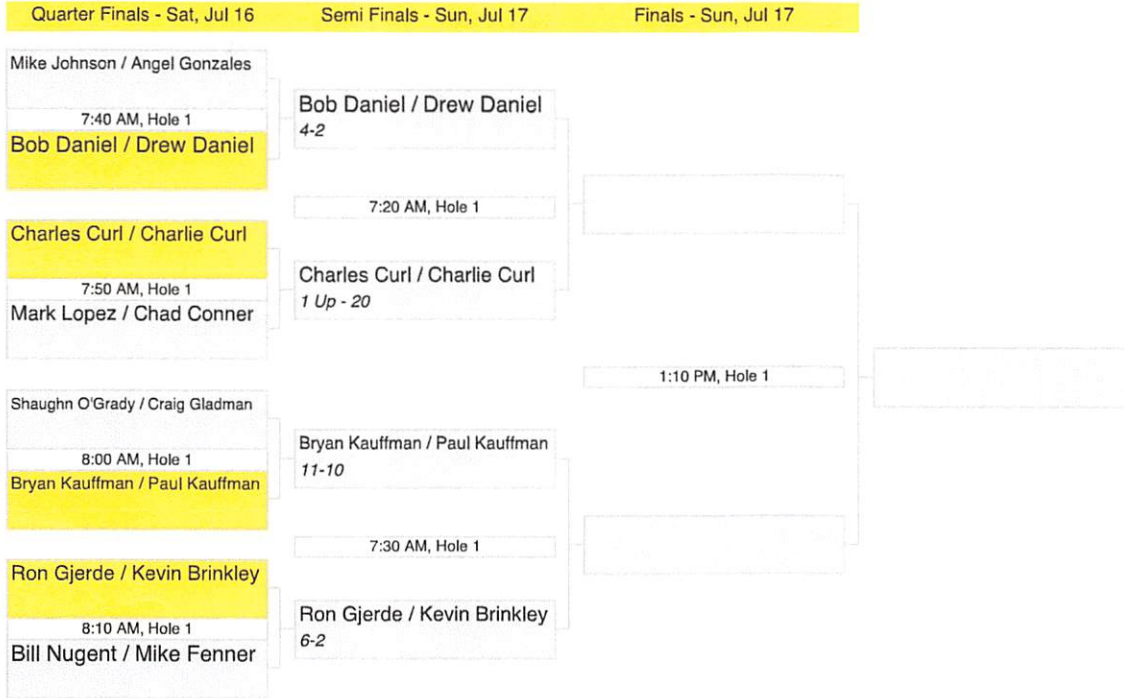 Quarter Finals - Sat, Jul 16
Semi Finals - Sun, Jul 17
Finals - Sun, Jul 17
Mike Johnson / Angel Gonzales
7:40 AM, Hole 1
Bob Daniel / Drew Daniel
Charles Curl / Charlie Curl
7:50 AM, Hole 1
Mark Lopez / Chad Conner
Shaughn O'Grady / Craig Gladman
8:00 AM, Hole 1
Bryan Kauffman / Paul Kauffman
Ron Gjerde / Kevin Brinkley
8:10 AM, Hole 1
Bill Nugent / Mike Fenner
Bob Daniel / Drew Daniel
4-2
7:20 AM, Hole 1
Charles Curl / Charlie Curl
1 Up - 20
Bryan Kauffman / Paul Kauffman
11-10
7:30 AM, Hole 1
Ron Gjerde / Kevin Brinkley
6-2
1:10 PM, Hole 1